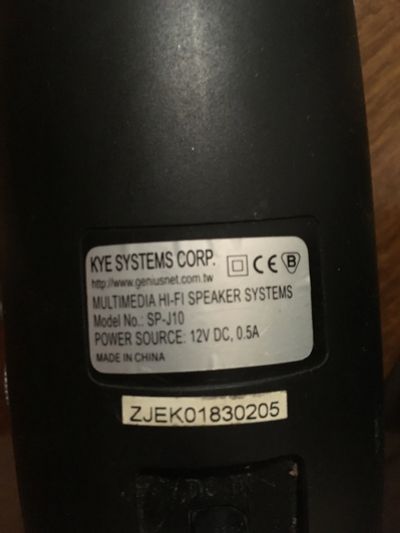 KYE SYSTEMS CORP.
http://www.geniusnet.com.tw
CE B
MULTIMEDIA HI-FI SPEAKER SYSTEMS
Model No.: SP-J10
POWER SOURCE: 12V DC, 0.5A
MADE IN CHINA
ZJEK01830205